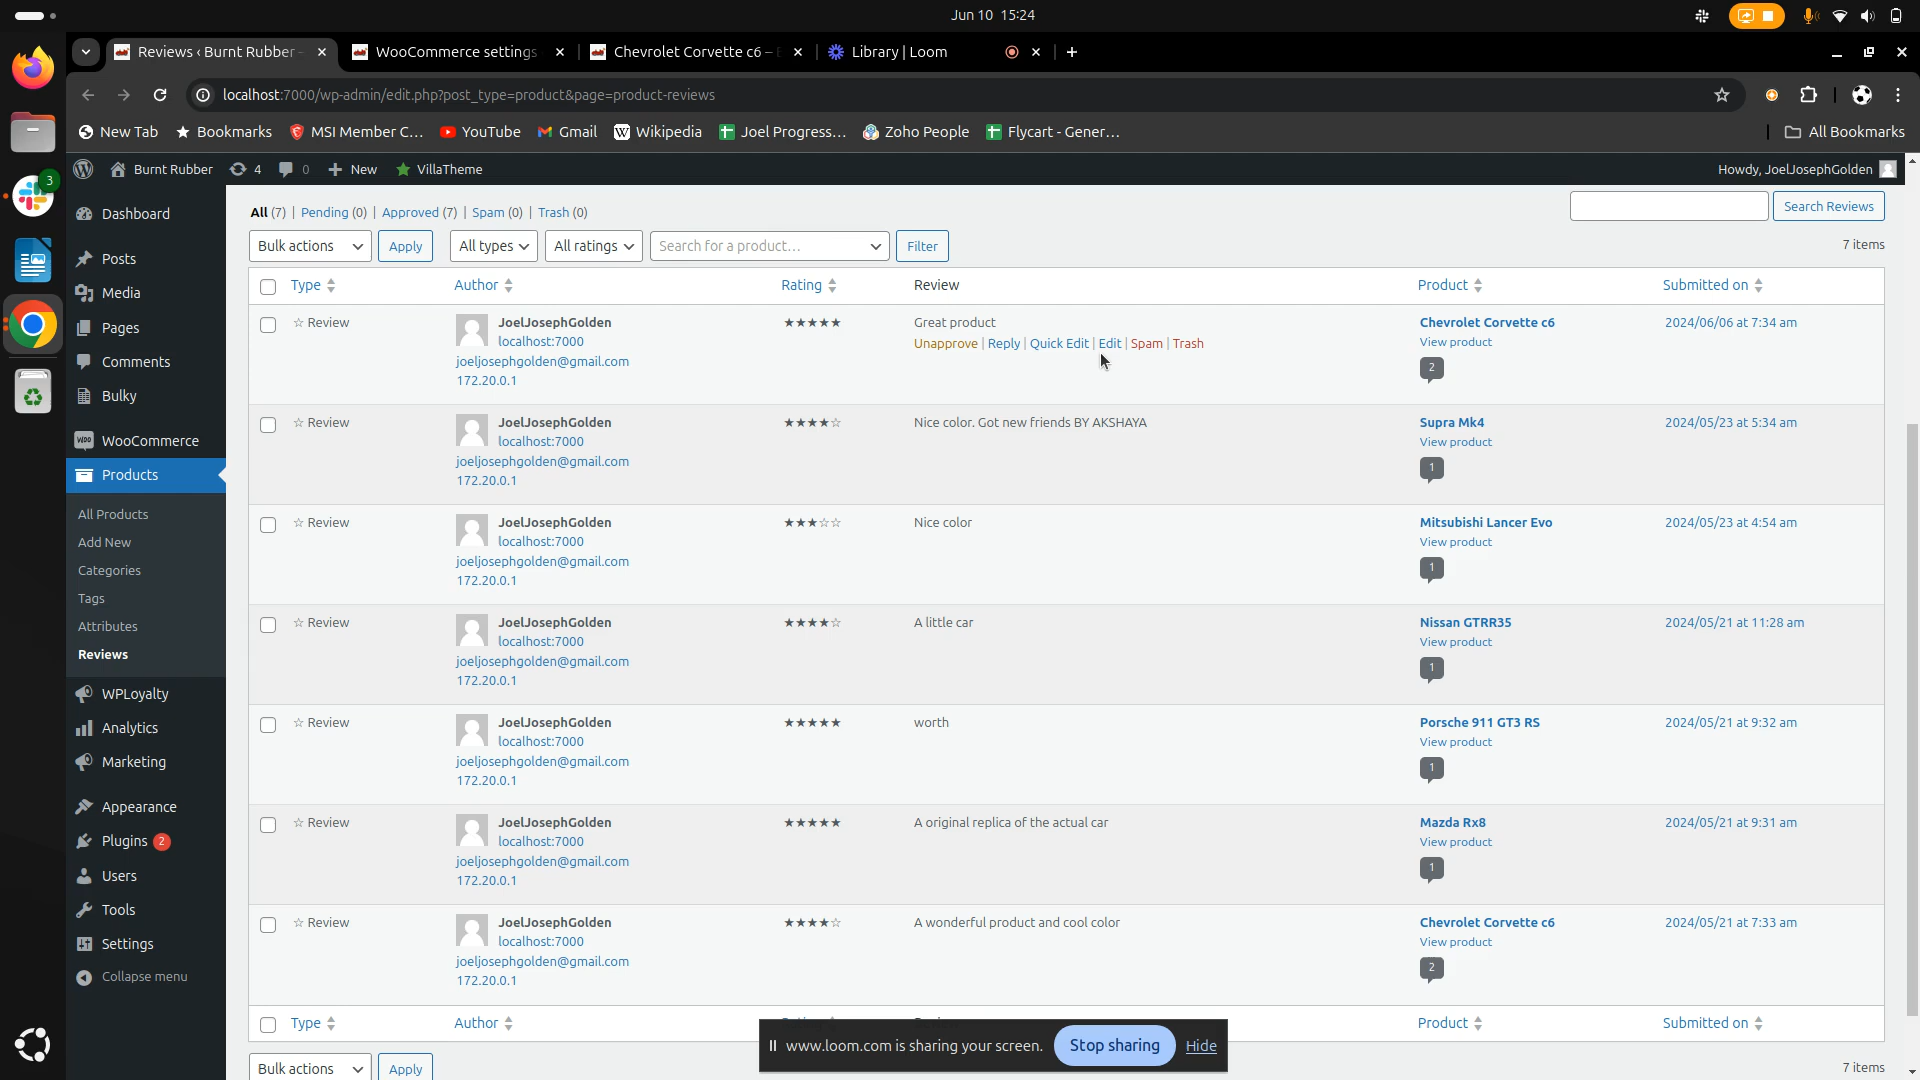 Jun 10 15:24
Reviews ‹ Burnt Rubber –
WooCommerce settings
Chevrolet Corvette c6 –
Library | Loom
localhost:7000/wp-admin/edit.php?post_type=product&page=product-reviews
New Tab
Bookmarks
MSI Member C...
YouTube
Gmail
Wikipedia
Joel Progress...
Zoho People
Flycart - Gener...
All Bookmarks
3
Burnt Rubber
4
0
New
VillaTheme
Howdy, JoelJosephGolden
Dashboard
Posts
Media
Pages
Comments
Bulky
WooCommerce
Products
All Products
Add New
Categories
Tags
Attributes
Reviews
WPLoyalty
Analytics
Marketing
Appearance
Plugins 2
Users
Tools
Settings
Collapse menu
All (7) | Pending (0) | Approved (7) | Spam (0) | Trash (0)
Search Reviews
Bulk actions
Apply
All types
All ratings
Search for a product...
Filter
7 items
Type Author Rating Review Product Submitted on
Review
JoelJosephGolden
localhost:7000
joeljosephgolden@gmail.com
172.20.0.1
★★★★★
Great product
Unapprove | Reply | Quick Edit | Edit | Spam | Trash
Chevrolet Corvette c6
View product
2
2024/06/06 at 7:34 am
Review
JoelJosephGolden
localhost:7000
joeljosephgolden@gmail.com
172.20.0.1
★★★★☆
Nice color. Got new friends BY AKSHAYA
Supra Mk4
View product
1
2024/05/23 at 5:34 am
Review
JoelJosephGolden
localhost:7000
joeljosephgolden@gmail.com
172.20.0.1
★★★☆☆
Nice color
Mitsubishi Lancer Evo
View product
1
2024/05/23 at 4:54 am
Review
JoelJosephGolden
localhost:7000
joeljosephgolden@gmail.com
172.20.0.1
★★★★☆
A little car
Nissan GTRR35
View product
1
2024/05/21 at 11:28 am
Review
JoelJosephGolden
localhost:7000
joeljosephgolden@gmail.com
172.20.0.1
★★★★★
worth
Porsche 911 GT3 RS
View product
1
2024/05/21 at 9:32 am
Review
JoelJosephGolden
localhost:7000
joeljosephgolden@gmail.com
172.20.0.1
★★★★★
A original replica of the actual car
Mazda Rx8
View product
1
2024/05/21 at 9:31 am
Review
JoelJosephGolden
localhost:7000
joeljosephgolden@gmail.com
172.20.0.1
★★★★☆
A wonderful product and cool color
Chevrolet Corvette c6
View product
2
2024/05/21 at 7:33 am
Type Author Product Submitted on
www.loom.com is sharing your screen.
Stop sharing
Hide
Bulk actions
Apply
7 items